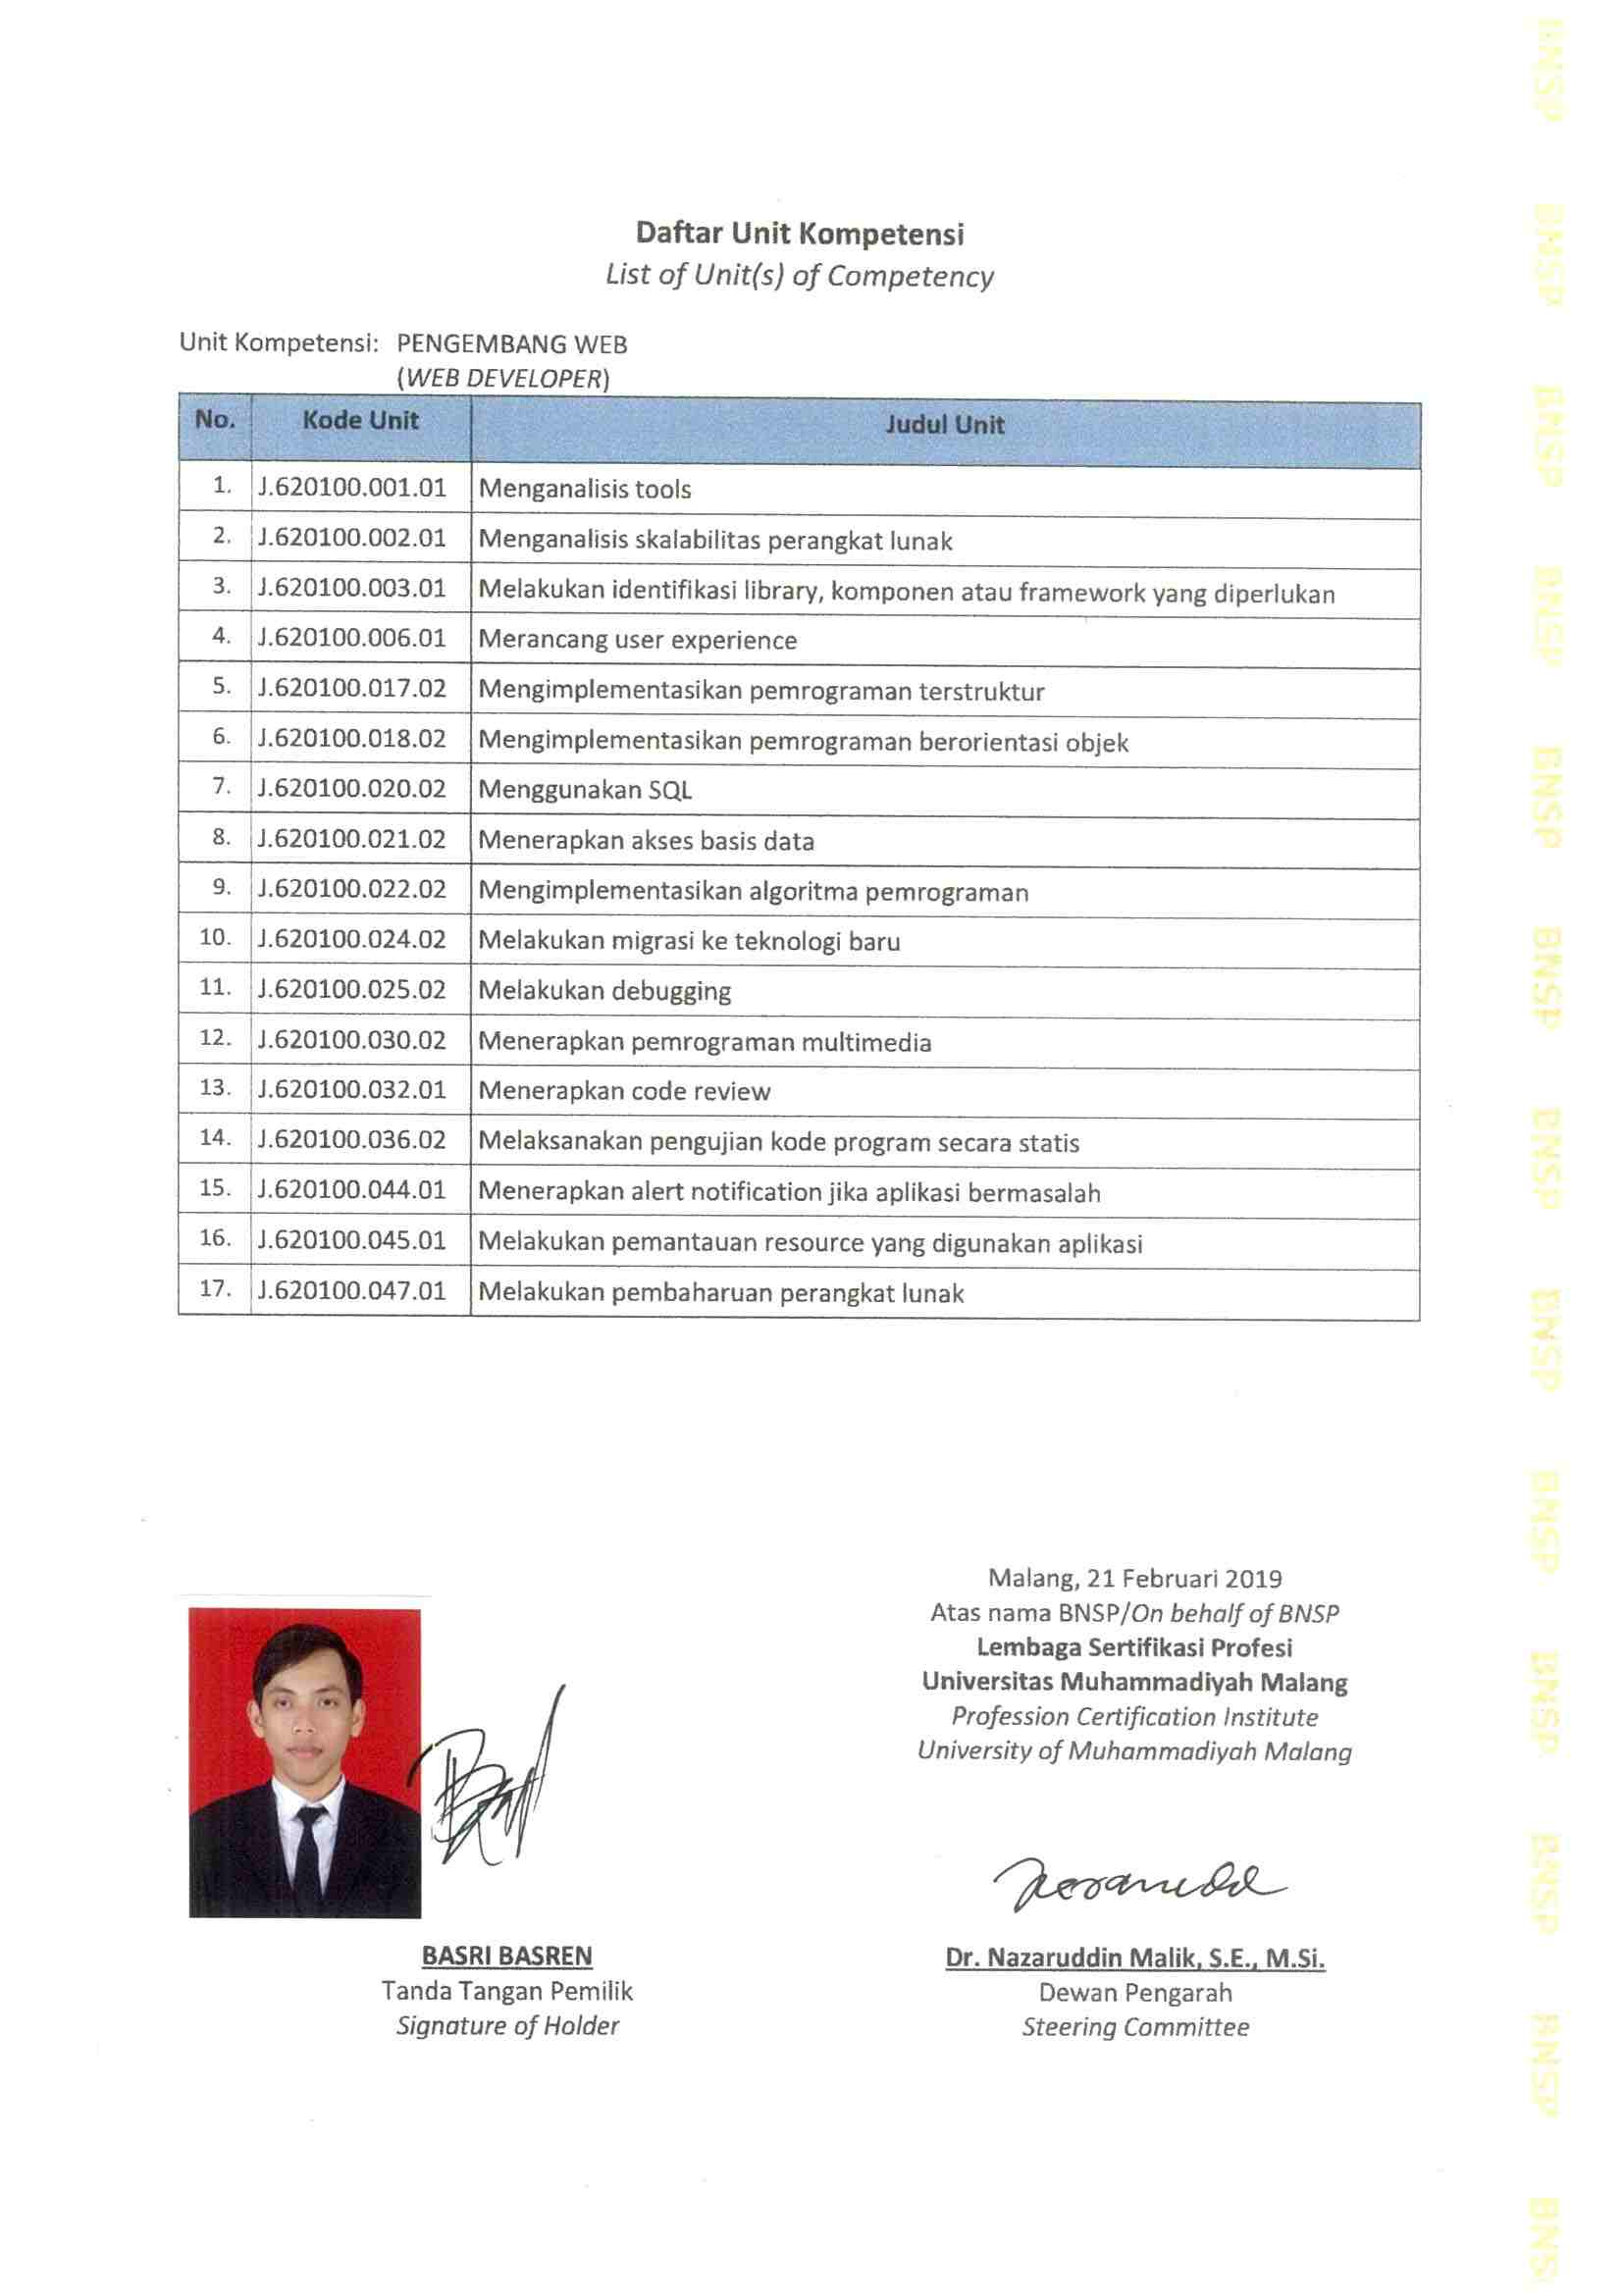 Daftar Unit Kompetensi
List of Unit(s) of Competency
Unit Kompetensi: PENGEMBANG WEB
(WEB DEVELOPER)
No. Kode Unit Judul Unit
1. J.620100.001.01 Menganalisis tools
2. J.620100.002.01 Menganalisis skalabilitas perangkat lunak
3. J.620100.003.01 Melakukan identifikasi library, komponen atau framework yang diperlukan
4. J.620100.006.01 Merancang user experience
5. J.620100.017.02 Mengimplementasikan pemrograman terstruktur
6. J.620100.018.02 Mengimplementasikan pemrograman berorientasi objek
7. J.620100.020.02 Menggunakan SQL
8. J.620100.021.02 Menerapkan akses basis data
9. J.620100.022.02 Mengimplementasikan algoritma pemrograman
10. J.620100.024.02 Melakukan migrasi ke teknologi baru
11. J.620100.025.02 Melakukan debugging
12. J.620100.030.02 Menerapkan pemrograman multimedia
13. J.620100.032.01 Menerapkan code review
14. J.620100.036.02 Melaksanakan pengujian kode program secara statis
15. J.620100.044.01 Menerapkan alert notification jika aplikasi bermasalah
16. J.620100.045.01 Melakukan pemantauan resource yang digunakan aplikasi
17. J.620100.047.01 Melakukan pembaharuan perangkat lunak
Malang, 21 Februari 2019
Atas nama BNSP/On behalf of BNSP
Lembaga Sertifikasi Profesi
Universitas Muhammadiyah Malang
Profession Certification Institute
University of Muhammadiyah Malang
BASRI BASREN
Tanda Tangan Pemilik
Signature of Holder
Dr. Nazaruddin Malik, S.E., M.Si.
Dewan Pengarah
Steering Committee
BNSP BNSP BNSP BNSP BNSP BNSP BNSP BNSP BNSP BNSP BNSP BNSP BNS